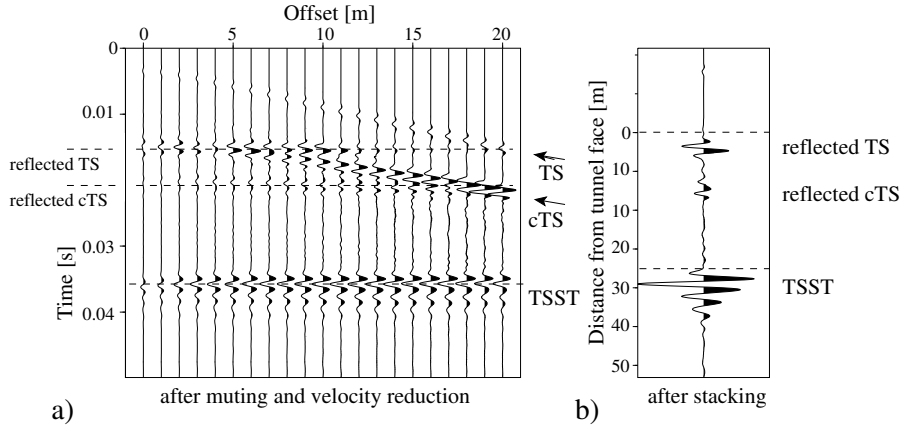 Offset [m]
0 5 10 15 20
0
0.01
0.03
0.04
Time [s]
reflected TS
reflected cTS
TS
cTS
TSST
after muting and velocity reduction
a)
Distance from tunnel face [m]
0
10
10
20
30
40
50
reflected TS
reflected cTS
TSST
after stacking
b)